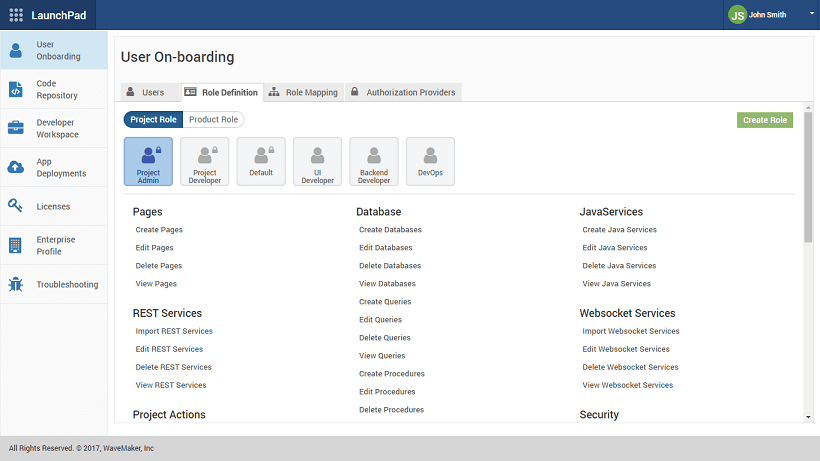 LaunchPad
JS John Smith
User
Onboarding
Code
Repository
Developer
Workspace
App
Deployments
Licenses
Enterprise
Profile
Troubleshooting
User On-boarding
Users
Role Definition
Role Mapping
Authorization Providers
Project Role
Product Role
Create Role
Project
Admin
Project
Developer
Default
UI
Developer
Backend
Developer
DevOps
Pages
Create Pages
Edit Pages
Delete Pages
View Pages
REST Services
Import REST Services
Edit REST Services
Delete REST Services
View REST Services
Project Actions
Database
Create Databases
Edit Databases
Delete Databases
View Databases
Create Queries
Edit Queries
Delete Queries
View Queries
Create Procedures
Edit Procedures
Delete Procedures
JavaServices
Create Java Services
Edit Java Services
Delete Java Services
View Java Services
Websocket Services
Import Websocket Services
Edit Websocket Services
Delete Websocket Services
View Websocket Services
Security
All Rights Reserved. © 2017, WaveMaker, Inc